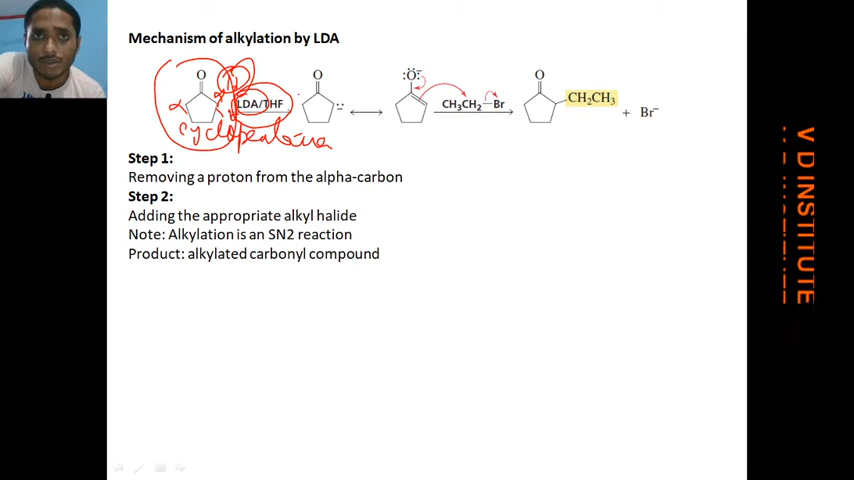 Mechanism of alkylation by LDA
O
α
α
H
LDA/THF
cyclopentanone
O
:Ö:⁻
CH₃CH₂—Br
O
CH₂CH₃
+ Br⁻
Step 1:
Removing a proton from the alpha-carbon
Step 2:
Adding the appropriate alkyl halide
Note: Alkylation is an SN2 reaction
Product: alkylated carbonyl compound
V D INSTITUTE